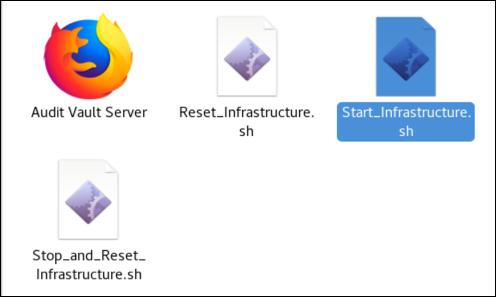 Audit Vault Server
Reset_Infrastructure.
sh
Start_Infrastructure.
sh
Stop_and_Reset_
Infrastructure.sh